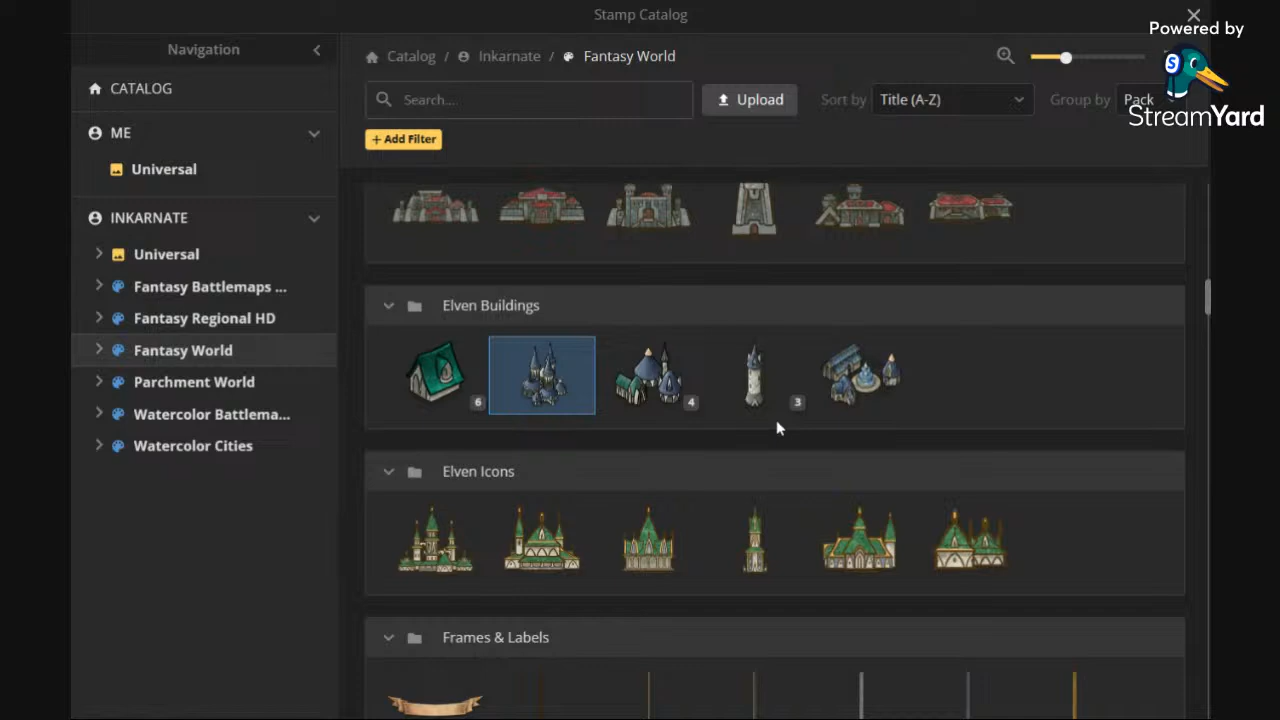 Stamp Catalog
Powered by
StreamYard
Navigation
CATALOG
ME
Universal
INKARNATE
Universal
Fantasy Battlemaps ...
Fantasy Regional HD
Fantasy World
Parchment World
Watercolor Battlema...
Watercolor Cities
Catalog / Inkarnate / Fantasy World
Search... Upload Sort by Title (A-Z) Group by Pack
+ Add Filter
Elven Buildings
6 4 3
Elven Icons
Frames & Labels